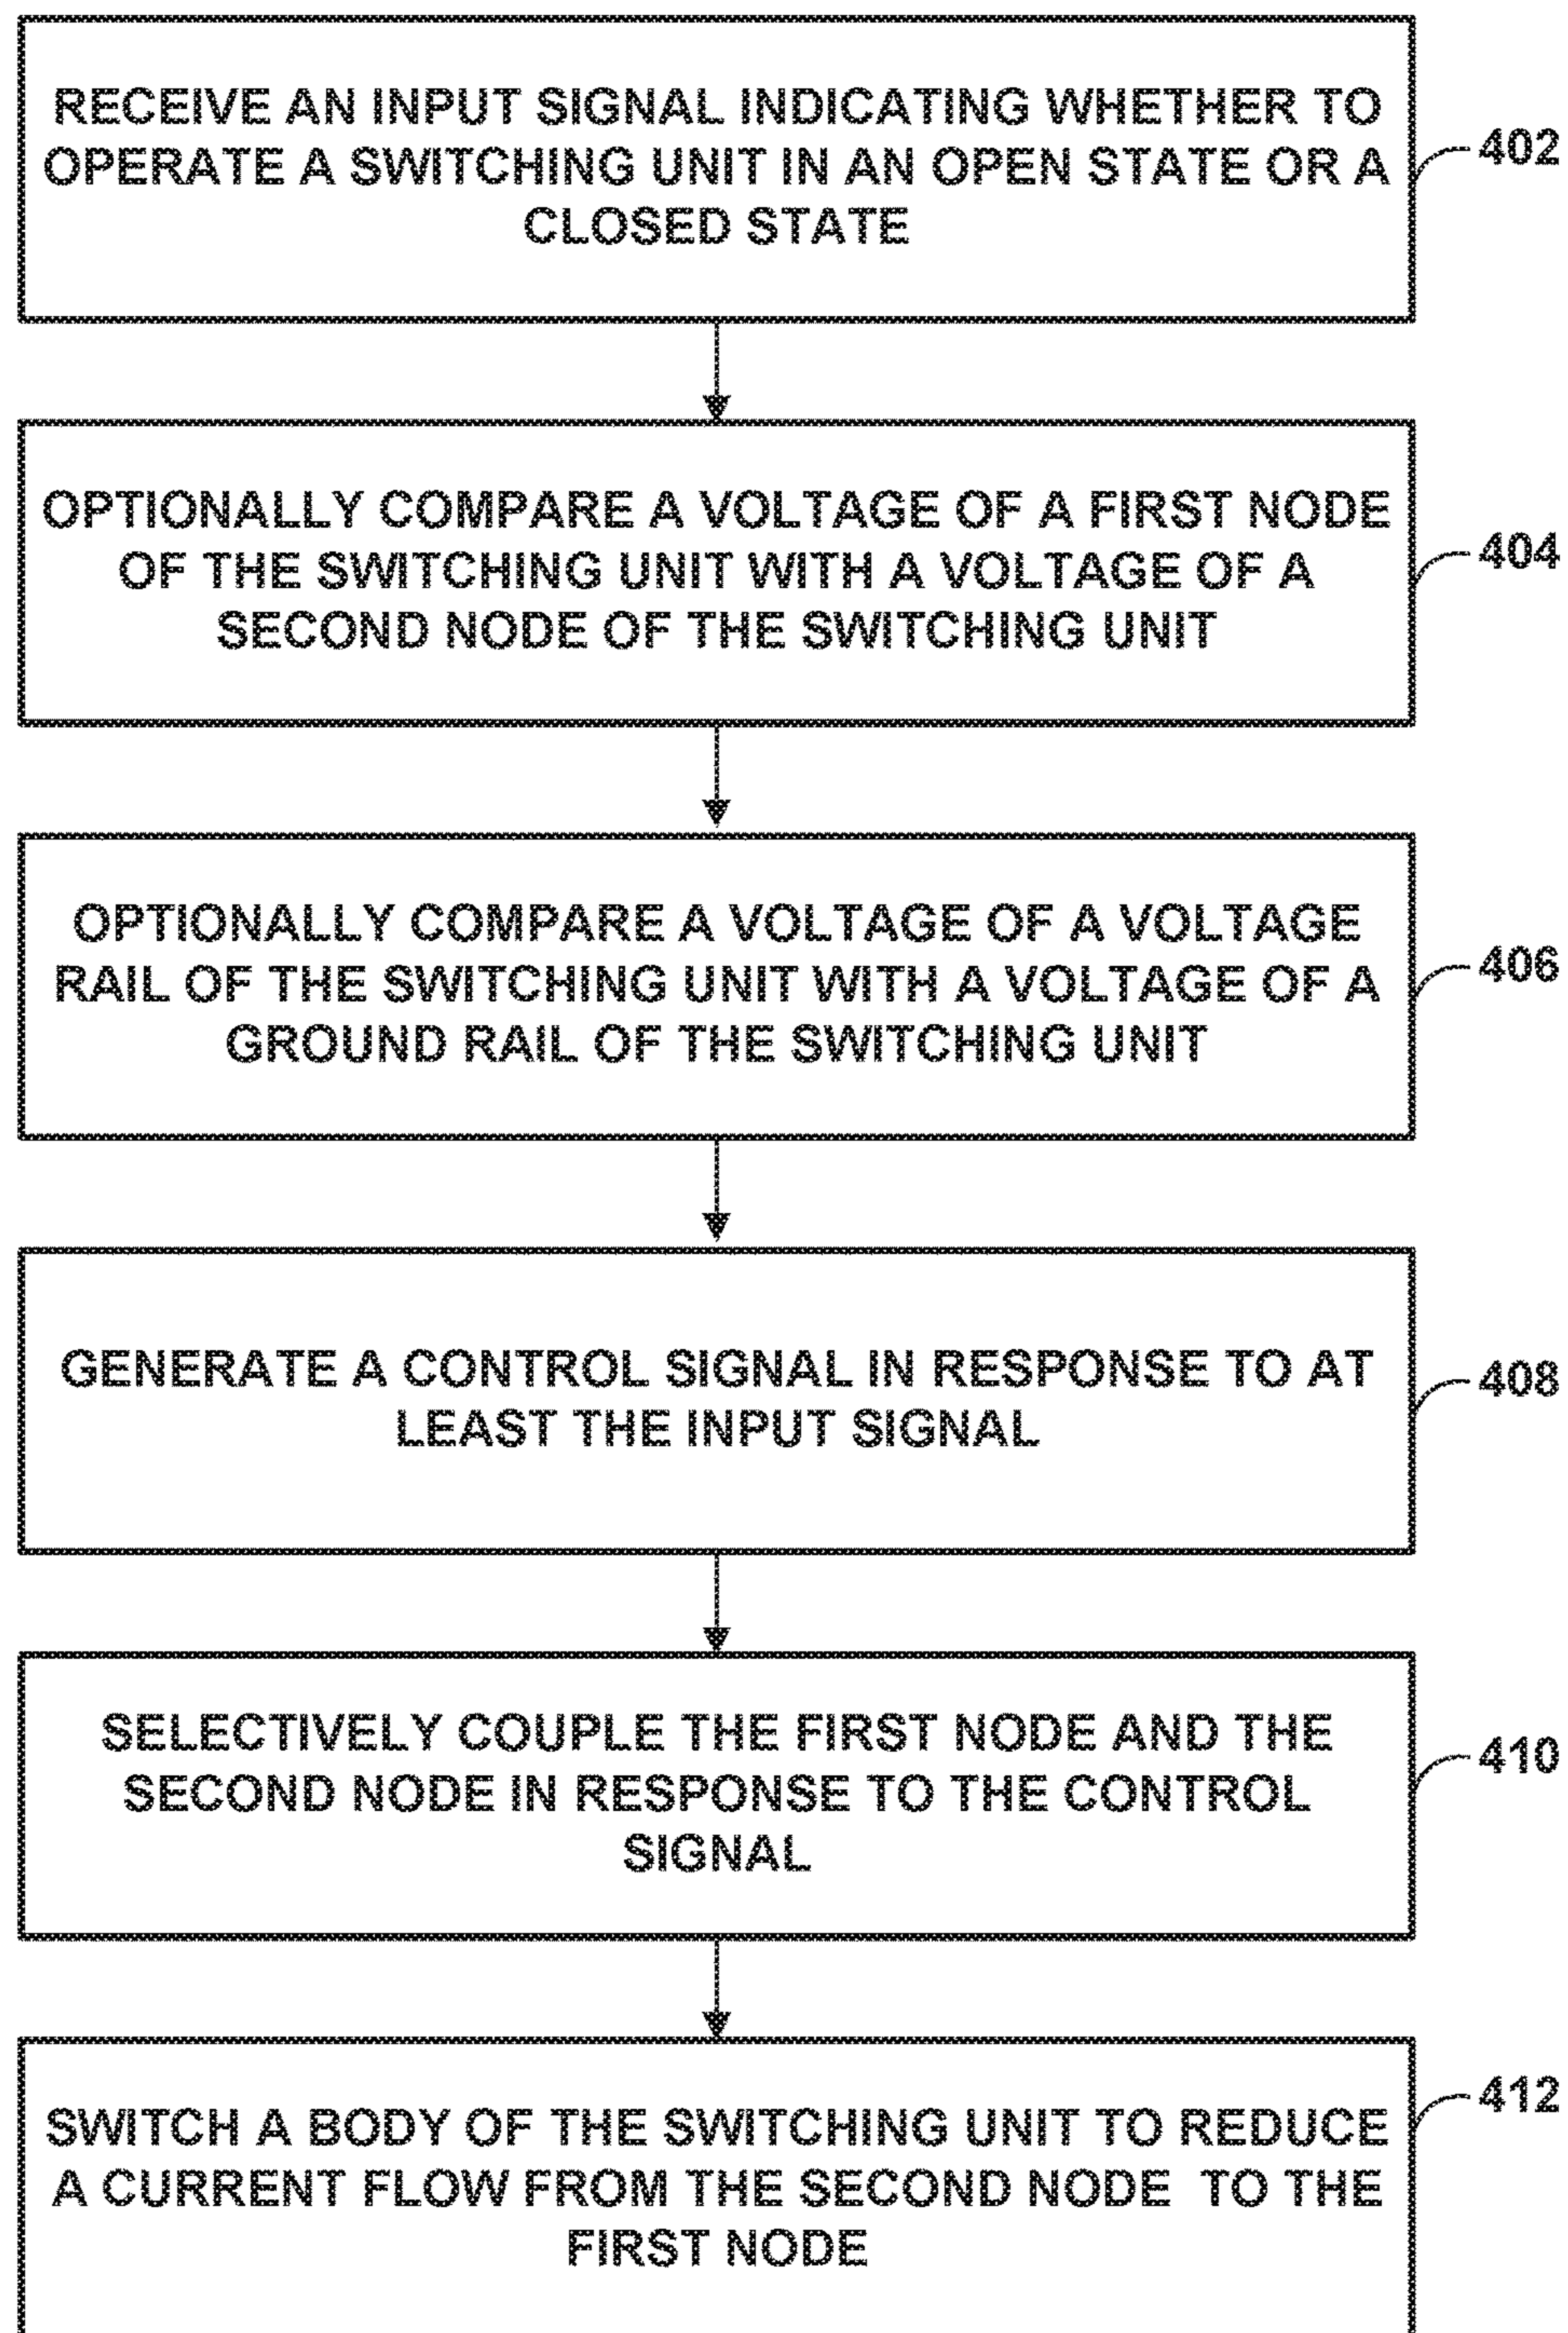 RECEIVE AN INPUT SIGNAL INDICATING WHETHER TO
OPERATE A SWITCHING UNIT IN AN OPEN STATE OR A
CLOSED STATE
402
OPTIONALLY COMPARE A VOLTAGE OF A FIRST NODE
OF THE SWITCHING UNIT WITH A VOLTAGE OF A
SECOND NODE OF THE SWITCHING UNIT
404
OPTIONALLY COMPARE A VOLTAGE OF A VOLTAGE
RAIL OF THE SWITCHING UNIT WITH A VOLTAGE OF A
GROUND RAIL OF THE SWITCHING UNIT
406
GENERATE A CONTROL SIGNAL IN RESPONSE TO AT
LEAST THE INPUT SIGNAL
408
SELECTIVELY COUPLE THE FIRST NODE AND THE
SECOND NODE IN RESPONSE TO THE CONTROL
SIGNAL
410
SWITCH A BODY OF THE SWITCHING UNIT TO REDUCE
A CURRENT FLOW FROM THE SECOND NODE TO THE
FIRST NODE
412